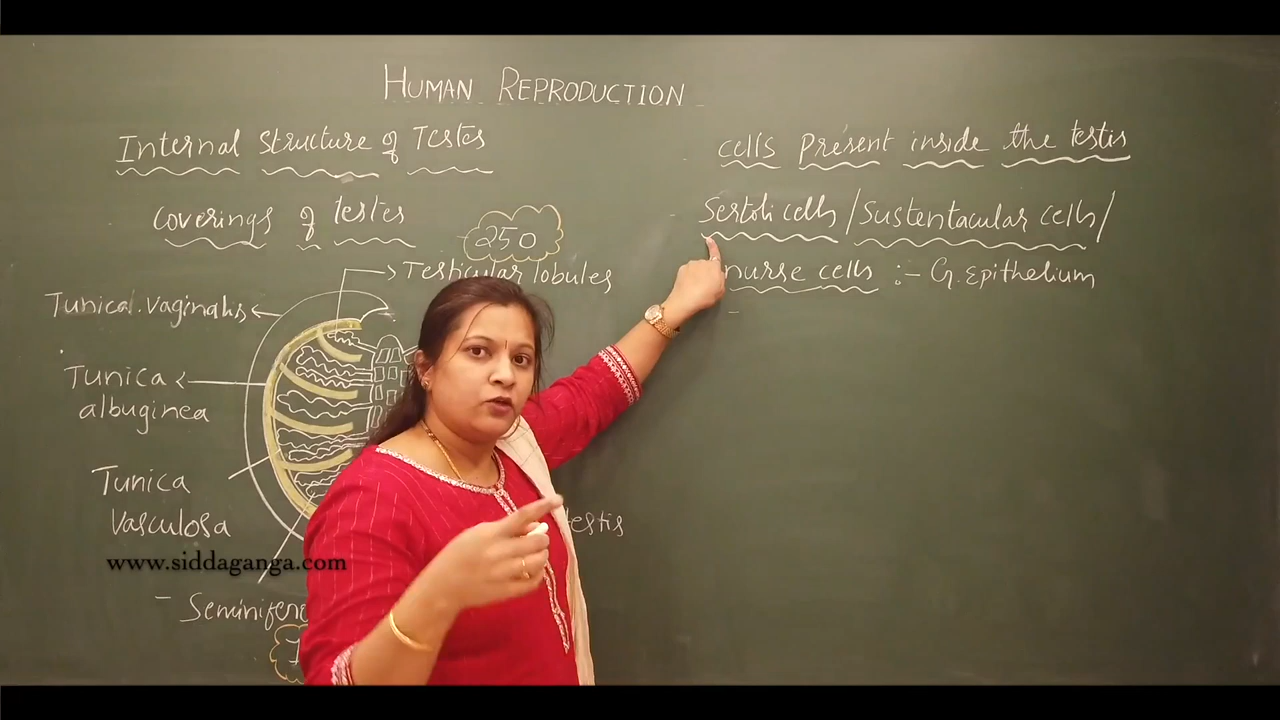 HUMAN REPRODUCTION
Internal Structure of Testes
coverings of testes
250
Testicular lobules
Tunica vaginalis
Tunica
albuginea
Tunica
Vasculosa
testis
www.siddaganga.com
cells Present inside the testis
Sertoli cells / Sustentacular cells /
nurse cells :- G. Epithelium